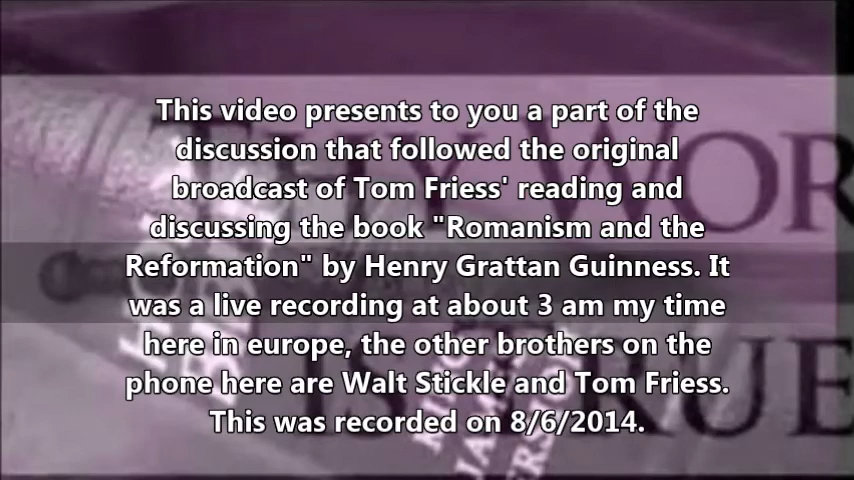 This video presents to you a part of the
discussion that followed the original
broadcast of Tom Friess' reading and
discussing the book "Romanism and the
Reformation" by Henry Grattan Guinness. It
was a live recording at about 3 am my time
here in europe, the other brothers on the
phone here are Walt Stickle and Tom Friess.
This was recorded on 8/6/2014.